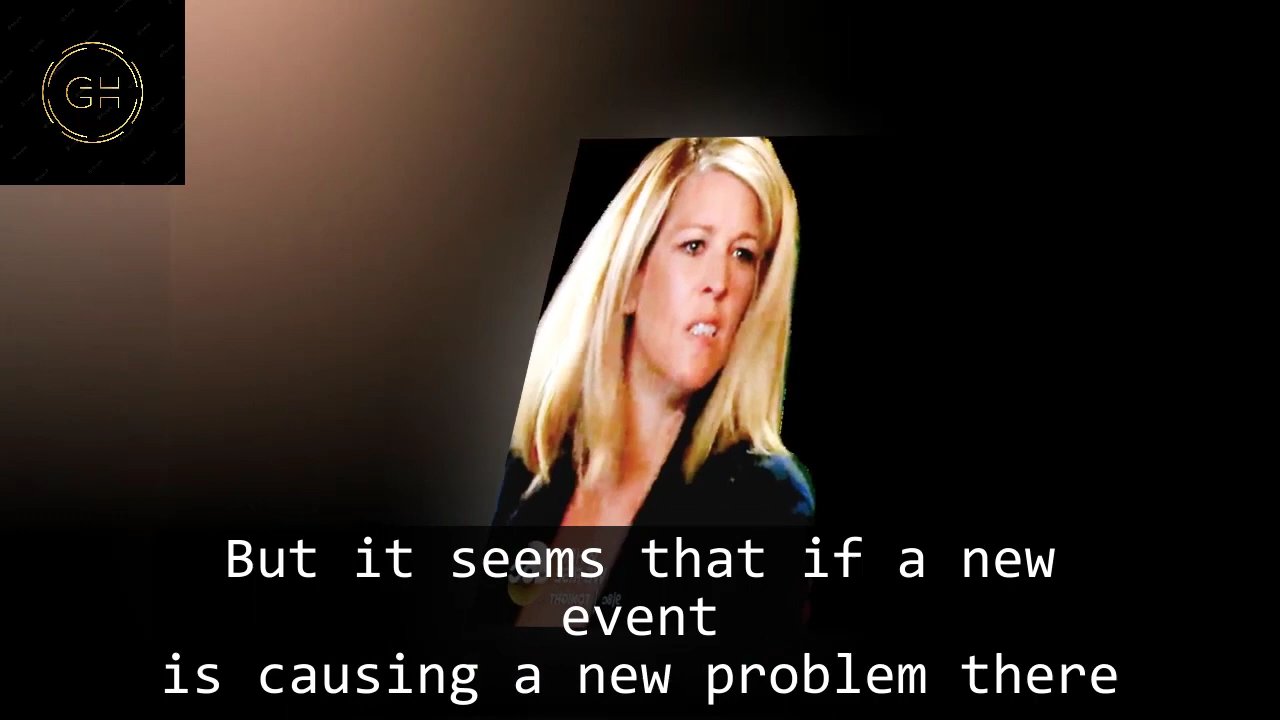 GH
But it seems that if a new
event
is causing a new problem there